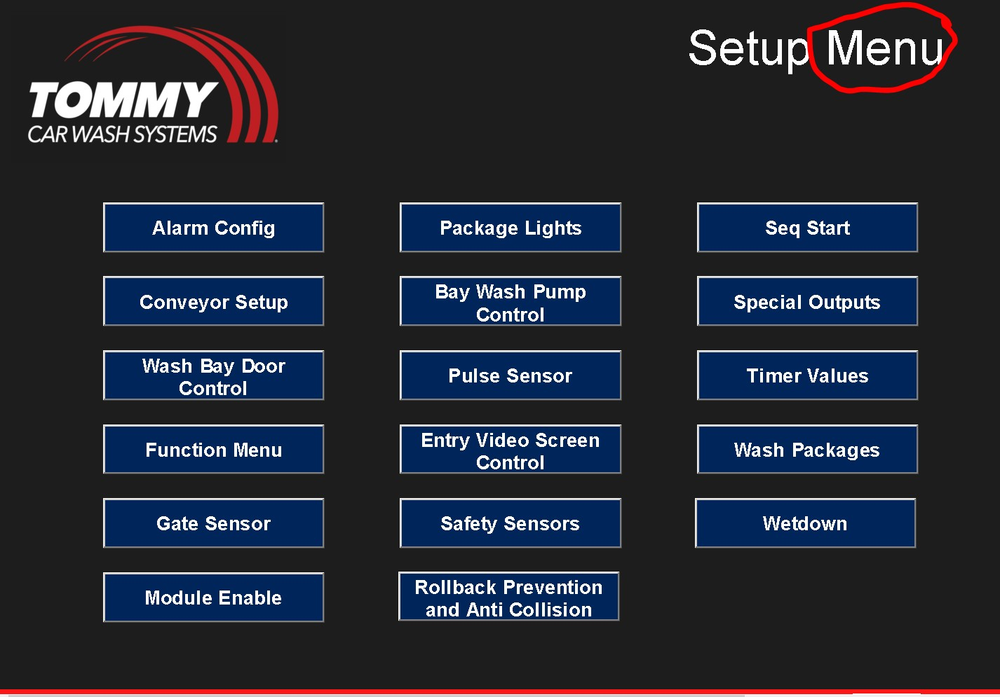 Setup Menu
TOMMY
CAR WASH SYSTEMS
Alarm Config
Package Lights
Seq Start
Conveyor Setup
Bay Wash Pump
Control
Special Outputs
Wash Bay Door
Control
Pulse Sensor
Timer Values
Function Menu
Entry Video Screen
Control
Wash Packages
Gate Sensor
Safety Sensors
Wetdown
Module Enable
Rollback Prevention
and Anti Collision